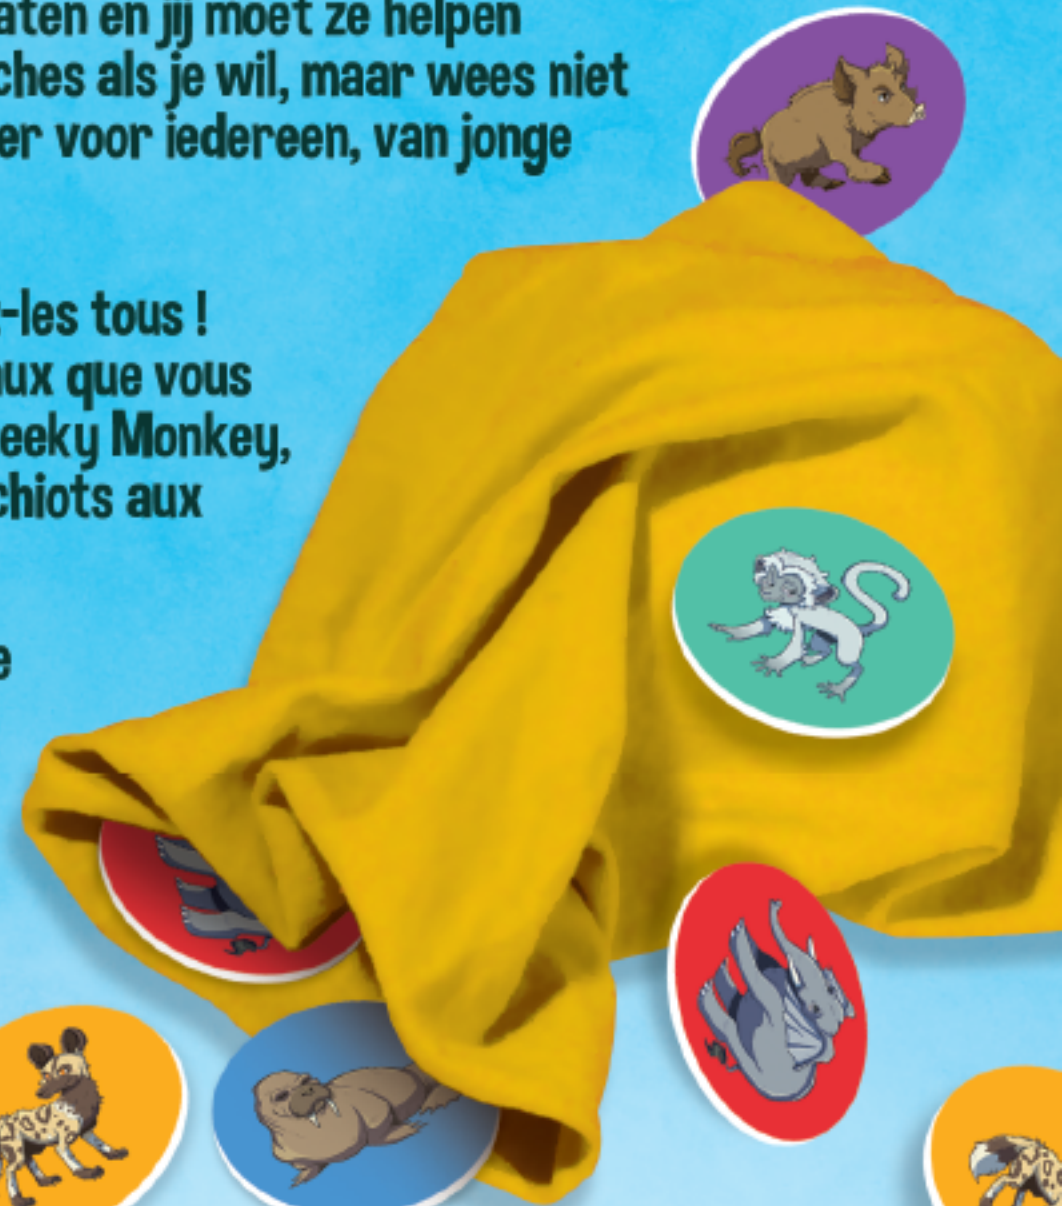 aten en jij moet ze helpen
ches als je wil, maar wees niet
er voor iedereen, van jonge
-les tous !
ux que vous
eeky Monkey,
chiots aux
e